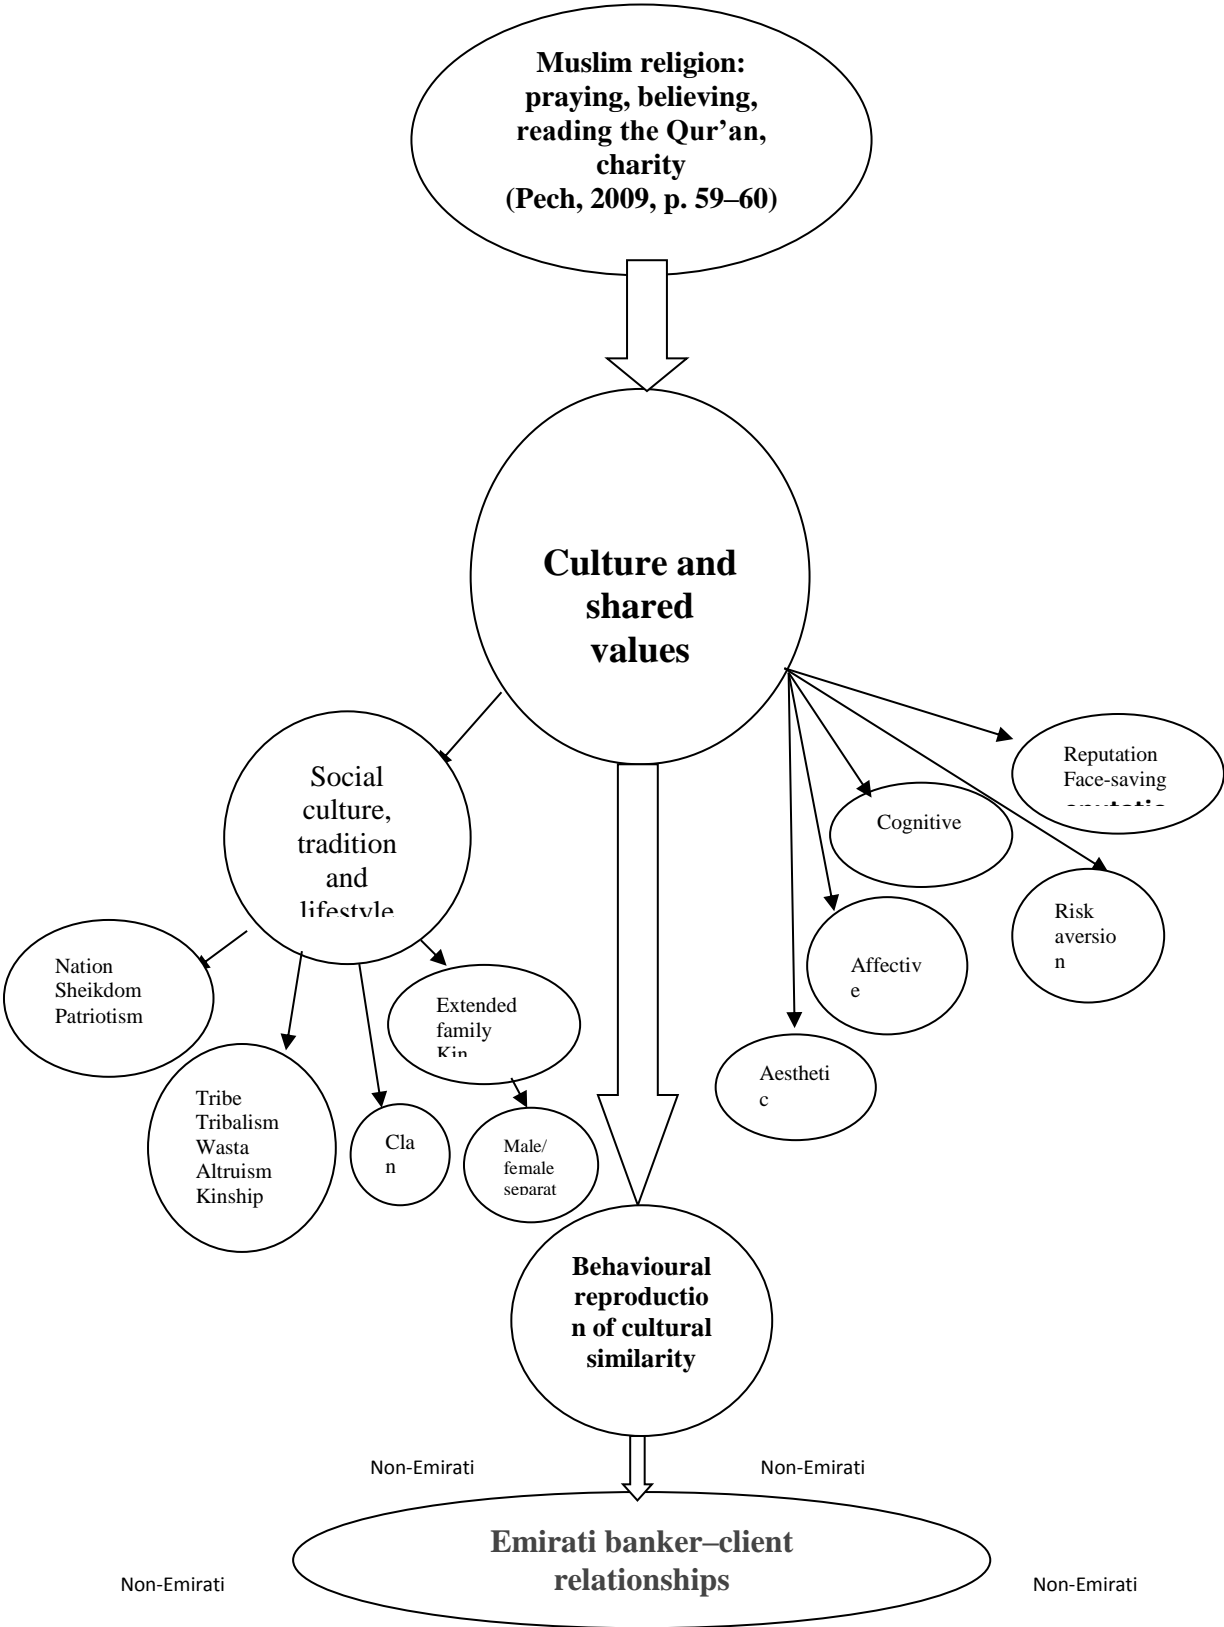 Muslim religion:
praying, believing,
reading the Qur’an,
charity
(Pech, 2009, p. 59–60)
Culture and
shared
values
Social
culture,
tradition
and
lifestyle
Reputation
Face-saving
Cognitive
Risk
aversio
n
Affectiv
e
Aestheti
c
Nation
Sheikdom
Patriotism
Extended
family
Kin
Tribe
Tribalism
Wasta
Altruism
Kinship
Cla
n
Male/
female
separat
Behavioural
reproductio
n of cultural
similarity
Non-Emirati
Non-Emirati
Emirati banker–client
relationships
Non-Emirati
Non-Emirati